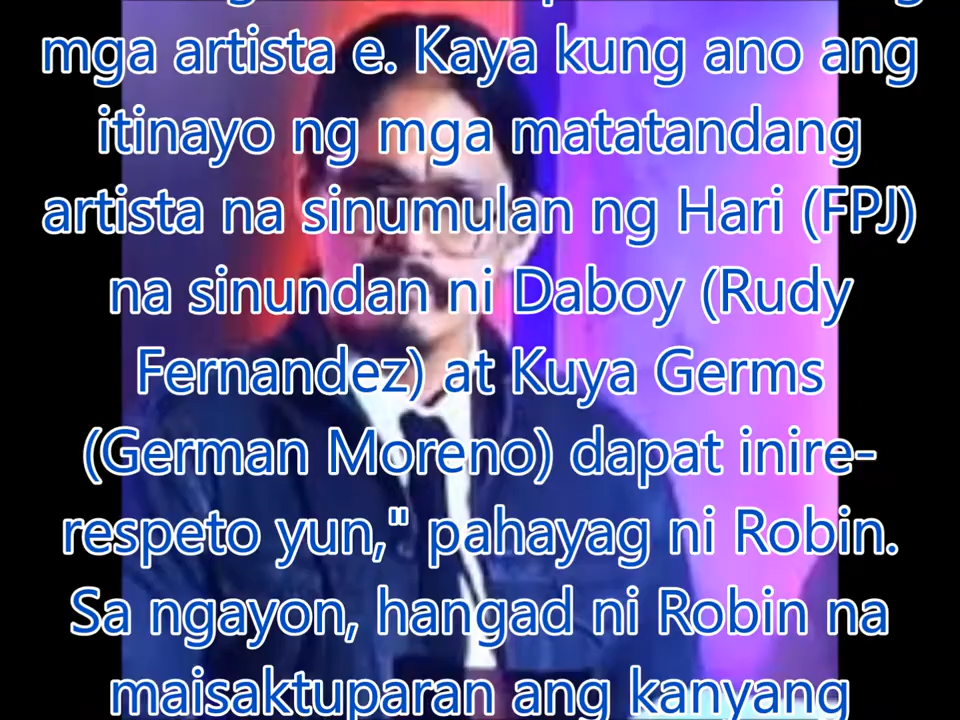 mga artista e. Kaya kung ano ang
itinayo ng mga matatandang
artista na sinumulan ng Hari (FPJ)
na sinundan ni Daboy (Rudy
Fernandez) at Kuya Germs
(German Moreno) dapat inire-
respeto yun," pahayag ni Robin.
Sa ngayon, hangad ni Robin na
maisaktuparan ang kanyang